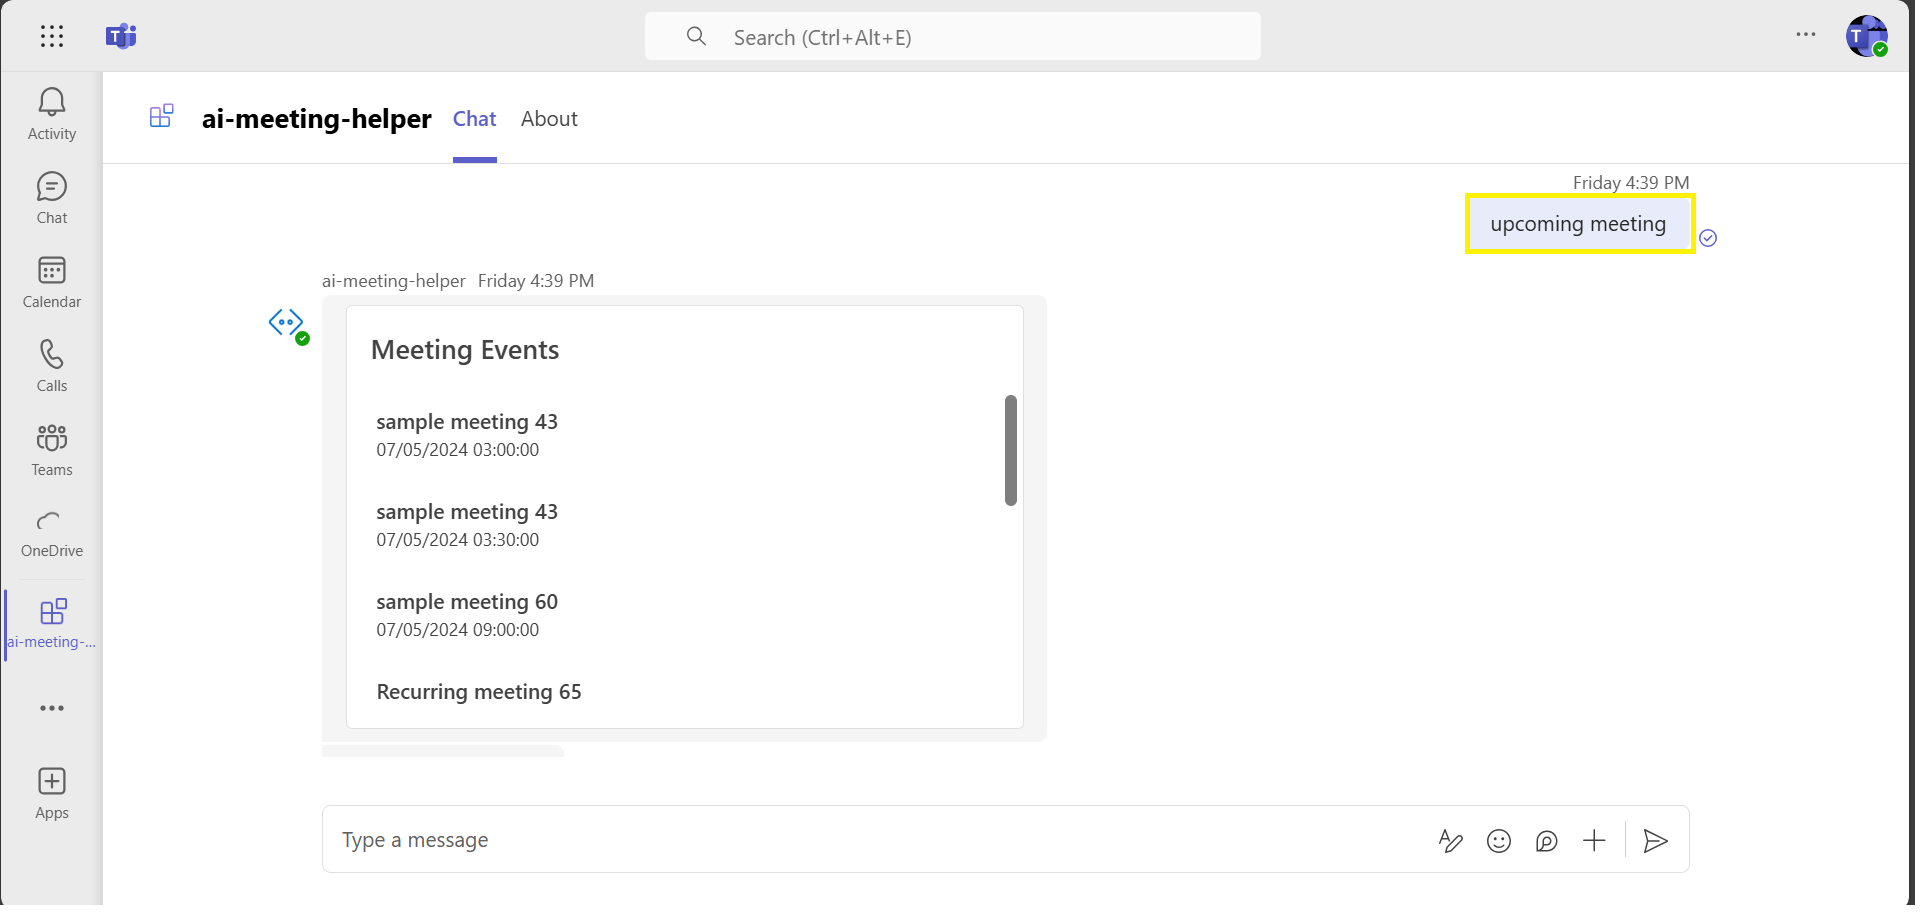 Search (Ctrl+Alt+E)
Activity
Chat
Calendar
Calls
Teams
OneDrive
ai-meeting-...
Apps
ai-meeting-helper Chat About
Friday 4:39 PM
upcoming meeting
ai-meeting-helper Friday 4:39 PM
Meeting Events
sample meeting 43
07/05/2024 03:00:00
sample meeting 43
07/05/2024 03:30:00
sample meeting 60
07/05/2024 09:00:00
Recurring meeting 65
Type a message